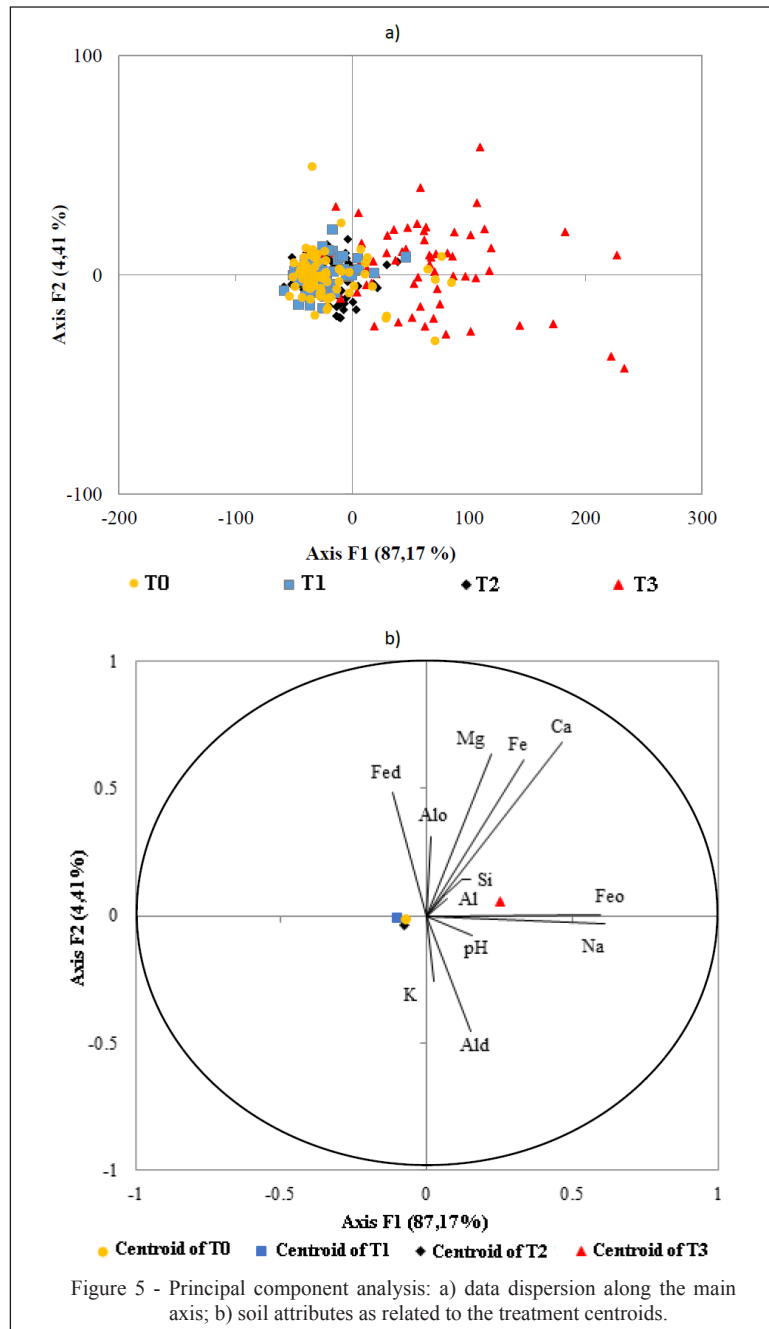 a)
100
0
-100
-200
-100
0
100
200
300
Axis F2 (4,41 %)
Axis F1 (87,17 %)
T0
T1
T2
T3
b)
1
0.5
0
-0.5
-1
-1
-0.5
0
0.5
1
Axis F2 (4,41%)
Ca
Mg
Fe
Fed
Alo
Si
Al
Feo
pH
Na
K
Ald
Axis F1 (87,17%)
Centroid of T0
Centroid of T1
Centroid of T2
Centroid of T3
Figure 5 - Principal component analysis: a) data dispersion along the main
axis; b) soil attributes as related to the treatment centroids.